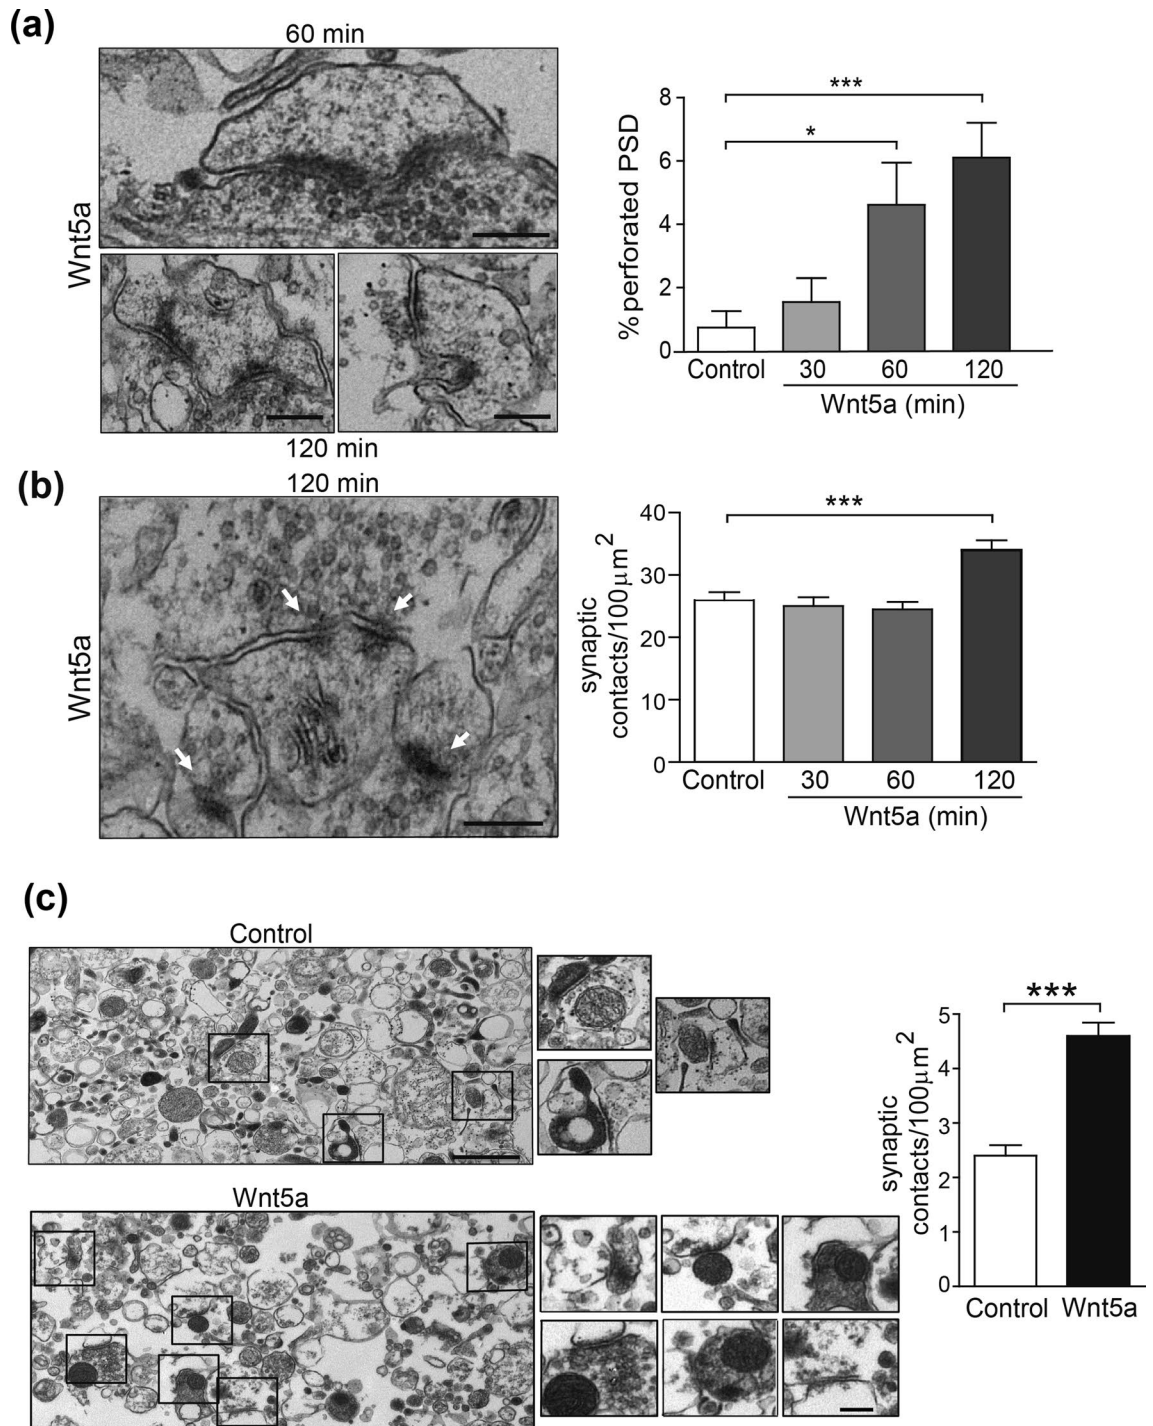 (a)
60 min
Wnt5a
120 min
***
*
8
6
4
2
0
% perforated PSD
Control 30 60 120
Wnt5a (min)
(b)
120 min
Wnt5a
***
40
30
20
10
0
synaptic
contacts/100µm2
Control 30 60 120
Wnt5a (min)
(c)
Control
Wnt5a
***
5
4
3
2
1
0
synaptic
contacts/100µm2
Control Wnt5a